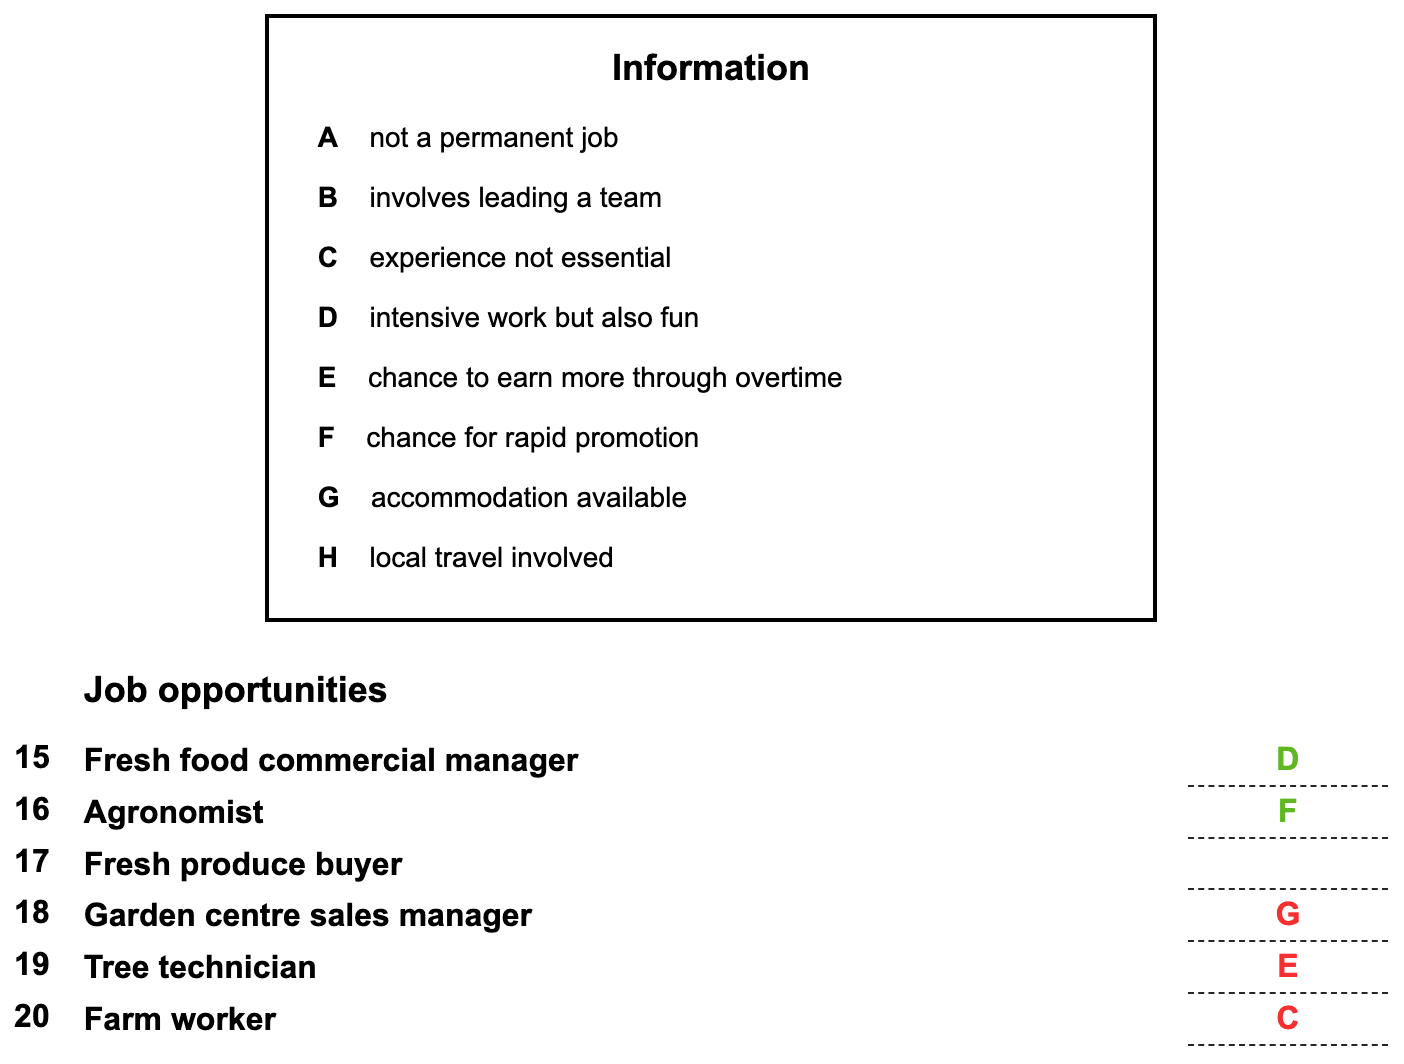 Information
A not a permanent job
B involves leading a team
C experience not essential
D intensive work but also fun
E chance to earn more through overtime
F chance for rapid promotion
G accommodation available
H local travel involved
Job opportunities
15 Fresh food commercial manager D
16 Agronomist F
17 Fresh produce buyer
18 Garden centre sales manager G
19 Tree technician E
20 Farm worker C